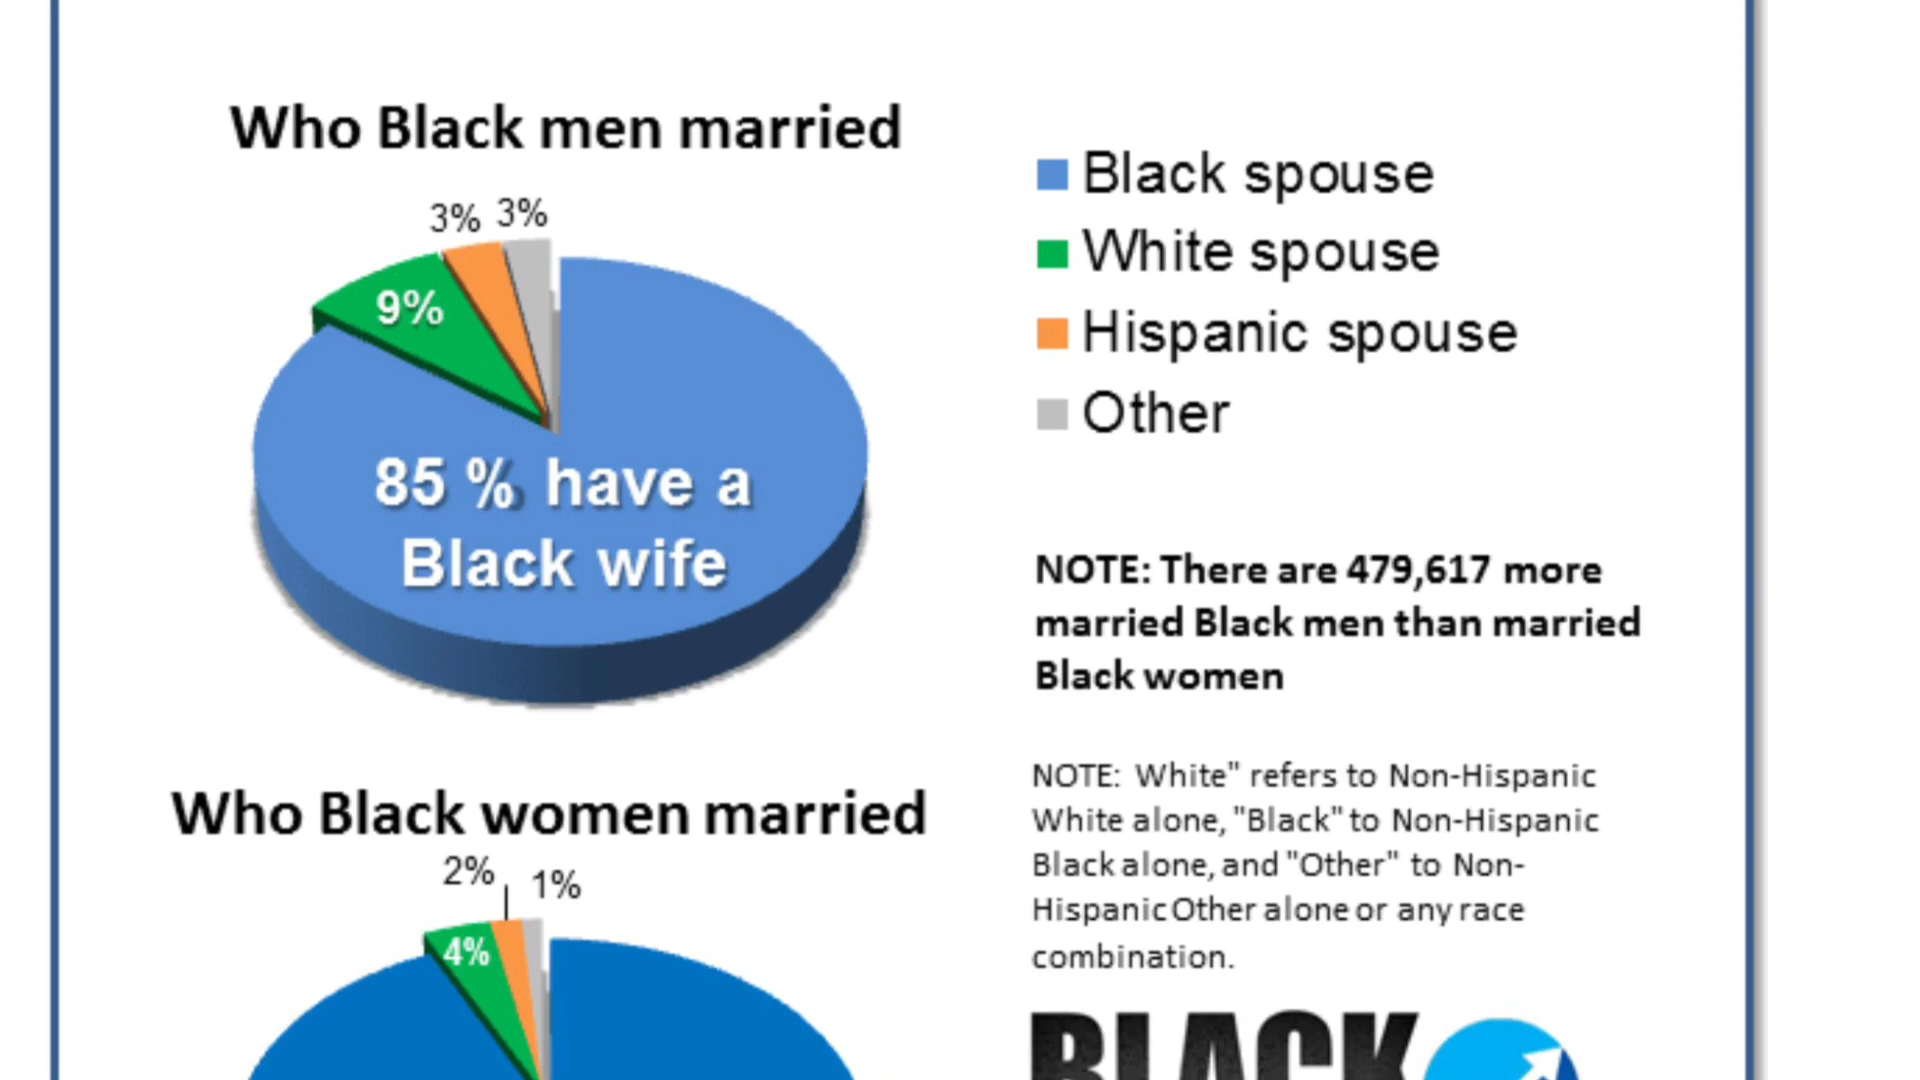 Who Black men married
3% 3%
9%
85 % have a
Black wife
Black spouse
White spouse
Hispanic spouse
Other
NOTE: There are 479,617 more
married Black men than married
Black women
Who Black women married
2% 1%
4%
NOTE: White" refers to Non-Hispanic
White alone, "Black" to Non-Hispanic
Black alone, and "Other" to Non-
Hispanic Other alone or any race
combination.
BLACK